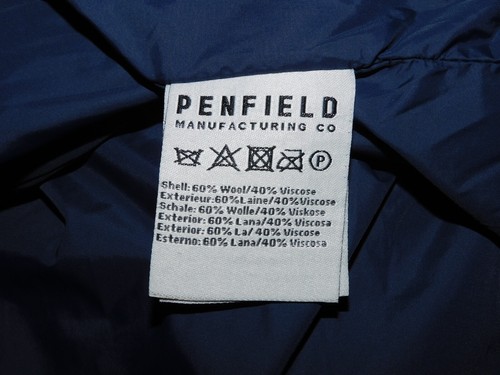 PENFIELD
MANUFACTURING CO
P
Shell: 60% Wool/40% Viscose
Exterieur:60%Laine/40%Viscose
Schale: 60% Wolle/40% Viskose
Exterior: 60% Lana/40% Viscosa
Exterior: 60% La/ 40% Viscose
Esterno: 60% Lana/40% Viscosa